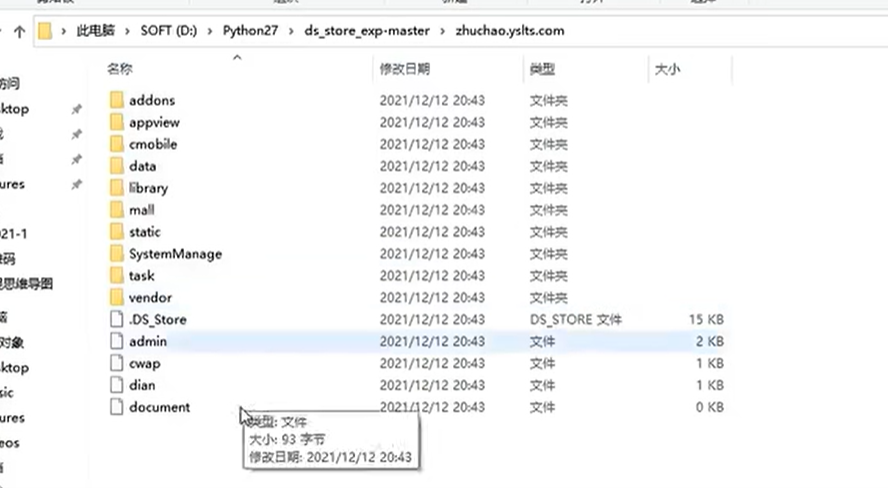 此电脑 › SOFT (D:) › Python27 › ds_store_exp-master › zhuchao.yslts.com
名称 修改日期 类型 大小
addons 2021/12/12 20:43 文件夹
appview 2021/12/12 20:43 文件夹
cmobile 2021/12/12 20:43 文件夹
data 2021/12/12 20:43 文件夹
library 2021/12/12 20:43 文件夹
mall 2021/12/12 20:43 文件夹
static 2021/12/12 20:43 文件夹
SystemManage 2021/12/12 20:43 文件夹
task 2021/12/12 20:43 文件夹
vendor 2021/12/12 20:43 文件夹
.DS_Store 2021/12/12 20:43 DS_STORE 文件 15 KB
admin 2021/12/12 20:43 文件 2 KB
cwap 2021/12/12 20:43 文件 1 KB
dian 2021/12/12 20:43 文件 1 KB
document 2021/12/12 20:43 文件 0 KB
类型: 文件
大小: 93 字节
修改日期: 2021/12/12 20:43
访问
sktop
ures
021-1
思维导图
对象
sktop
sic
ures
eos